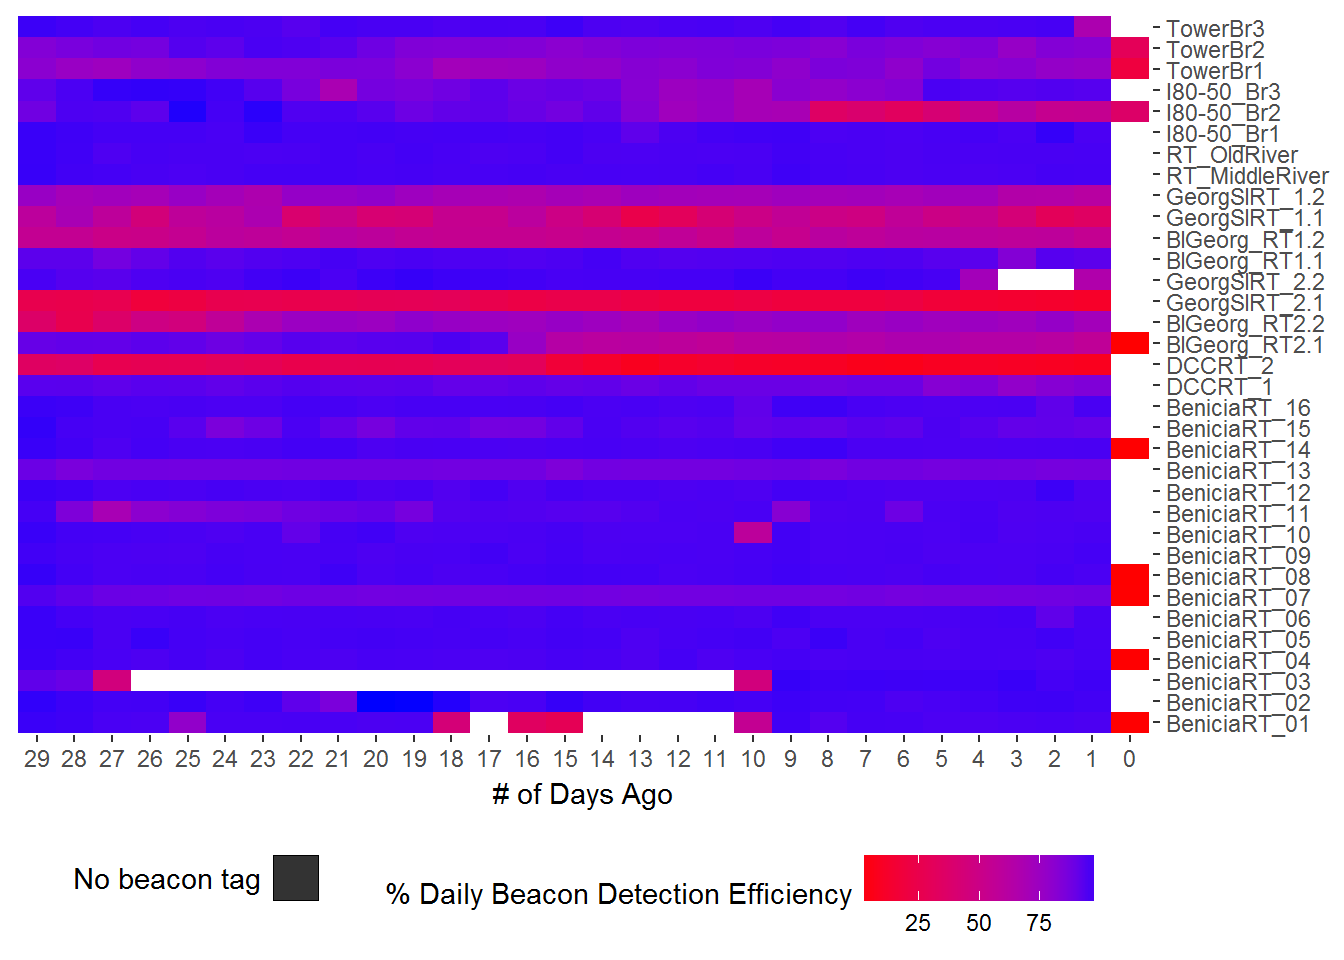 TowerBr3
TowerBr2
TowerBr1
I80-50_Br3
I80-50_Br2
I80-50_Br1
RT_OldRiver
RT_MiddleRiver
GeorgSlRT_1.2
GeorgSlRT_1.1
BlGeorg_RT1.2
BlGeorg_RT1.1
GeorgSlRT_2.2
GeorgSlRT_2.1
BlGeorg_RT2.2
BlGeorg_RT2.1
DCCRT_2
DCCRT_1
BeniciaRT_16
BeniciaRT_15
BeniciaRT_14
BeniciaRT_13
BeniciaRT_12
BeniciaRT_11
BeniciaRT_10
BeniciaRT_09
BeniciaRT_08
BeniciaRT_07
BeniciaRT_06
BeniciaRT_05
BeniciaRT_04
BeniciaRT_03
BeniciaRT_02
BeniciaRT_01
29 28 27 26 25 24 23 22 21 20 19 18 17 16 15 14 13 12 11 10 9 8 7 6 5 4 3 2 1 0
# of Days Ago
No beacon tag
% Daily Beacon Detection Efficiency
25 50 75